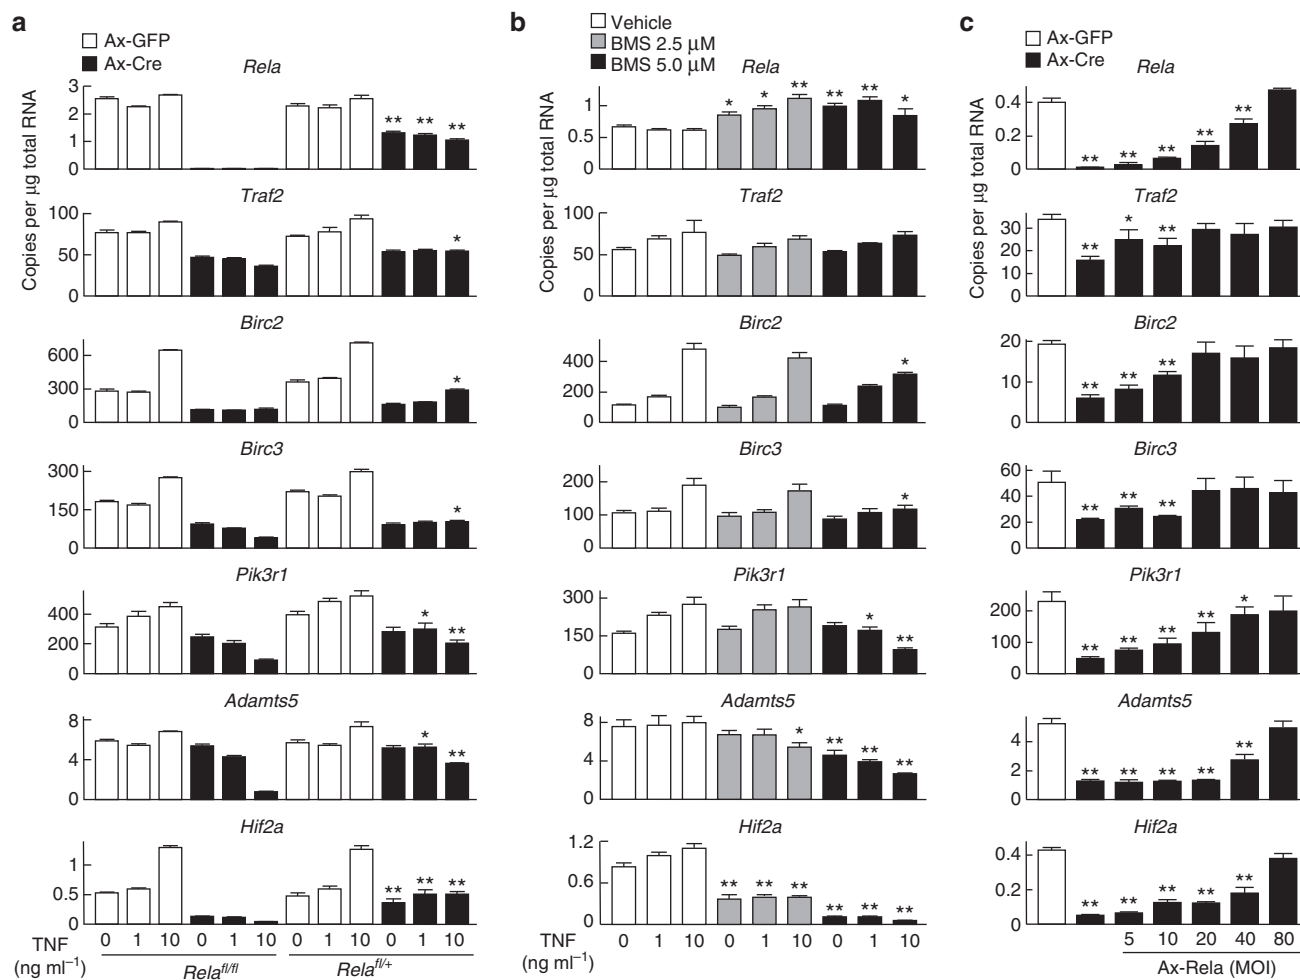 a
Ax-GFP
Ax-Cre
Rela
3
2
1
0
Copies per µg total RNA
Traf2
100
50
0
Birc2
600
300
0
Birc3
300
150
0
Pik3r1
400
200
0
Adamts5
8
4
0
Hif2a
1
0.5
0
** ** **
*
*
*
* **
* **
** ** **
TNF (ng ml⁻¹)
0 1 10 0 1 10 0 1 10 0 1 10
Rela^fl/fl Rela^fl/+
b
Vehicle
BMS 2.5 µM
BMS 5.0 µM
Rela
1
0.5
0
Copies per µg total RNA
* * ** ** ** *
Traf2
100
50
0
Birc2
400
200
0
*
Birc3
200
100
0
*
Pik3r1
300
150
0
* **
Adamts5
8
4
0
* ** ** **
Hif2a
1.2
0.6
0
** ** ** ** ** **
TNF (ng ml⁻¹)
0 1 10 0 1 10 0 1 10
c
Ax-GFP
Ax-Cre
Rela
0.4
0.2
0
Copies per µg total RNA
** ** ** ** **
Traf2
30
20
10
0
** * **
Birc2
20
10
0
** ** **
Birc3
60
40
20
0
** ** **
Pik3r1
200
100
0
** ** ** ** *
Adamts5
4
2
0
** ** ** ** **
Hif2a
0.4
0.2
0
** ** ** ** **
5 10 20 40 80
Ax-Rela (MOI)